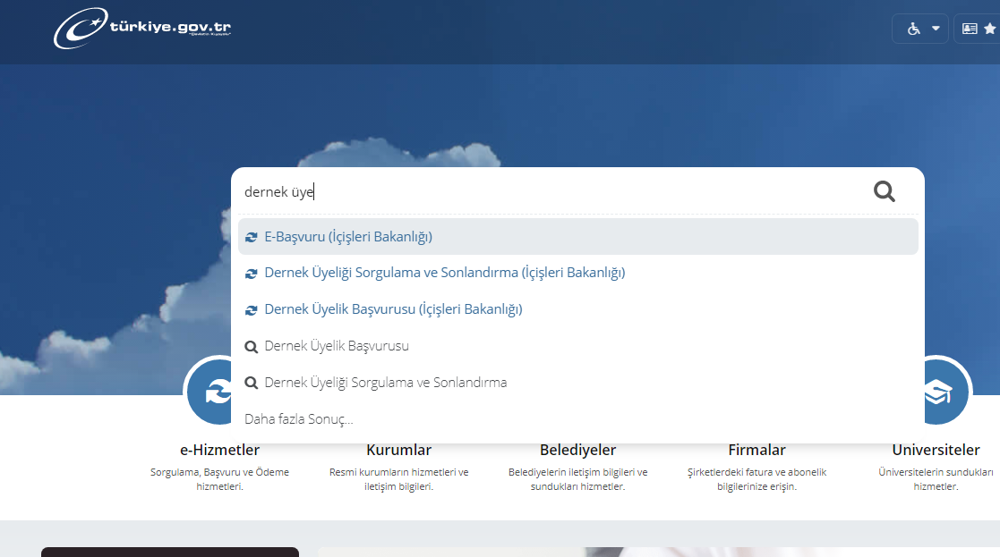 türkiye.gov.tr
dernek üye
E-Başvuru (İçişleri Bakanlığı)
Dernek Üyeliği Sorgulama ve Sonlandırma (İçişleri Bakanlığı)
Dernek Üyelik Başvurusu (İçişleri Bakanlığı)
Dernek Üyelik Başvurusu
Dernek Üyeliği Sorgulama ve Sonlandırma
Daha fazla Sonuç...
e-Hizmetler
Sorgulama, Başvuru ve Ödeme
hizmetleri.
Kurumlar
Resmi kurumların hizmetleri ve
iletişim bilgileri.
Belediyeler
Belediyelerin iletişim bilgileri ve
sundukları hizmetler.
Firmalar
Şirketlerdeki fatura ve abonelik
bilgilerinize erişin.
Üniversiteler
Üniversitelerin sundukları
hizmetler.